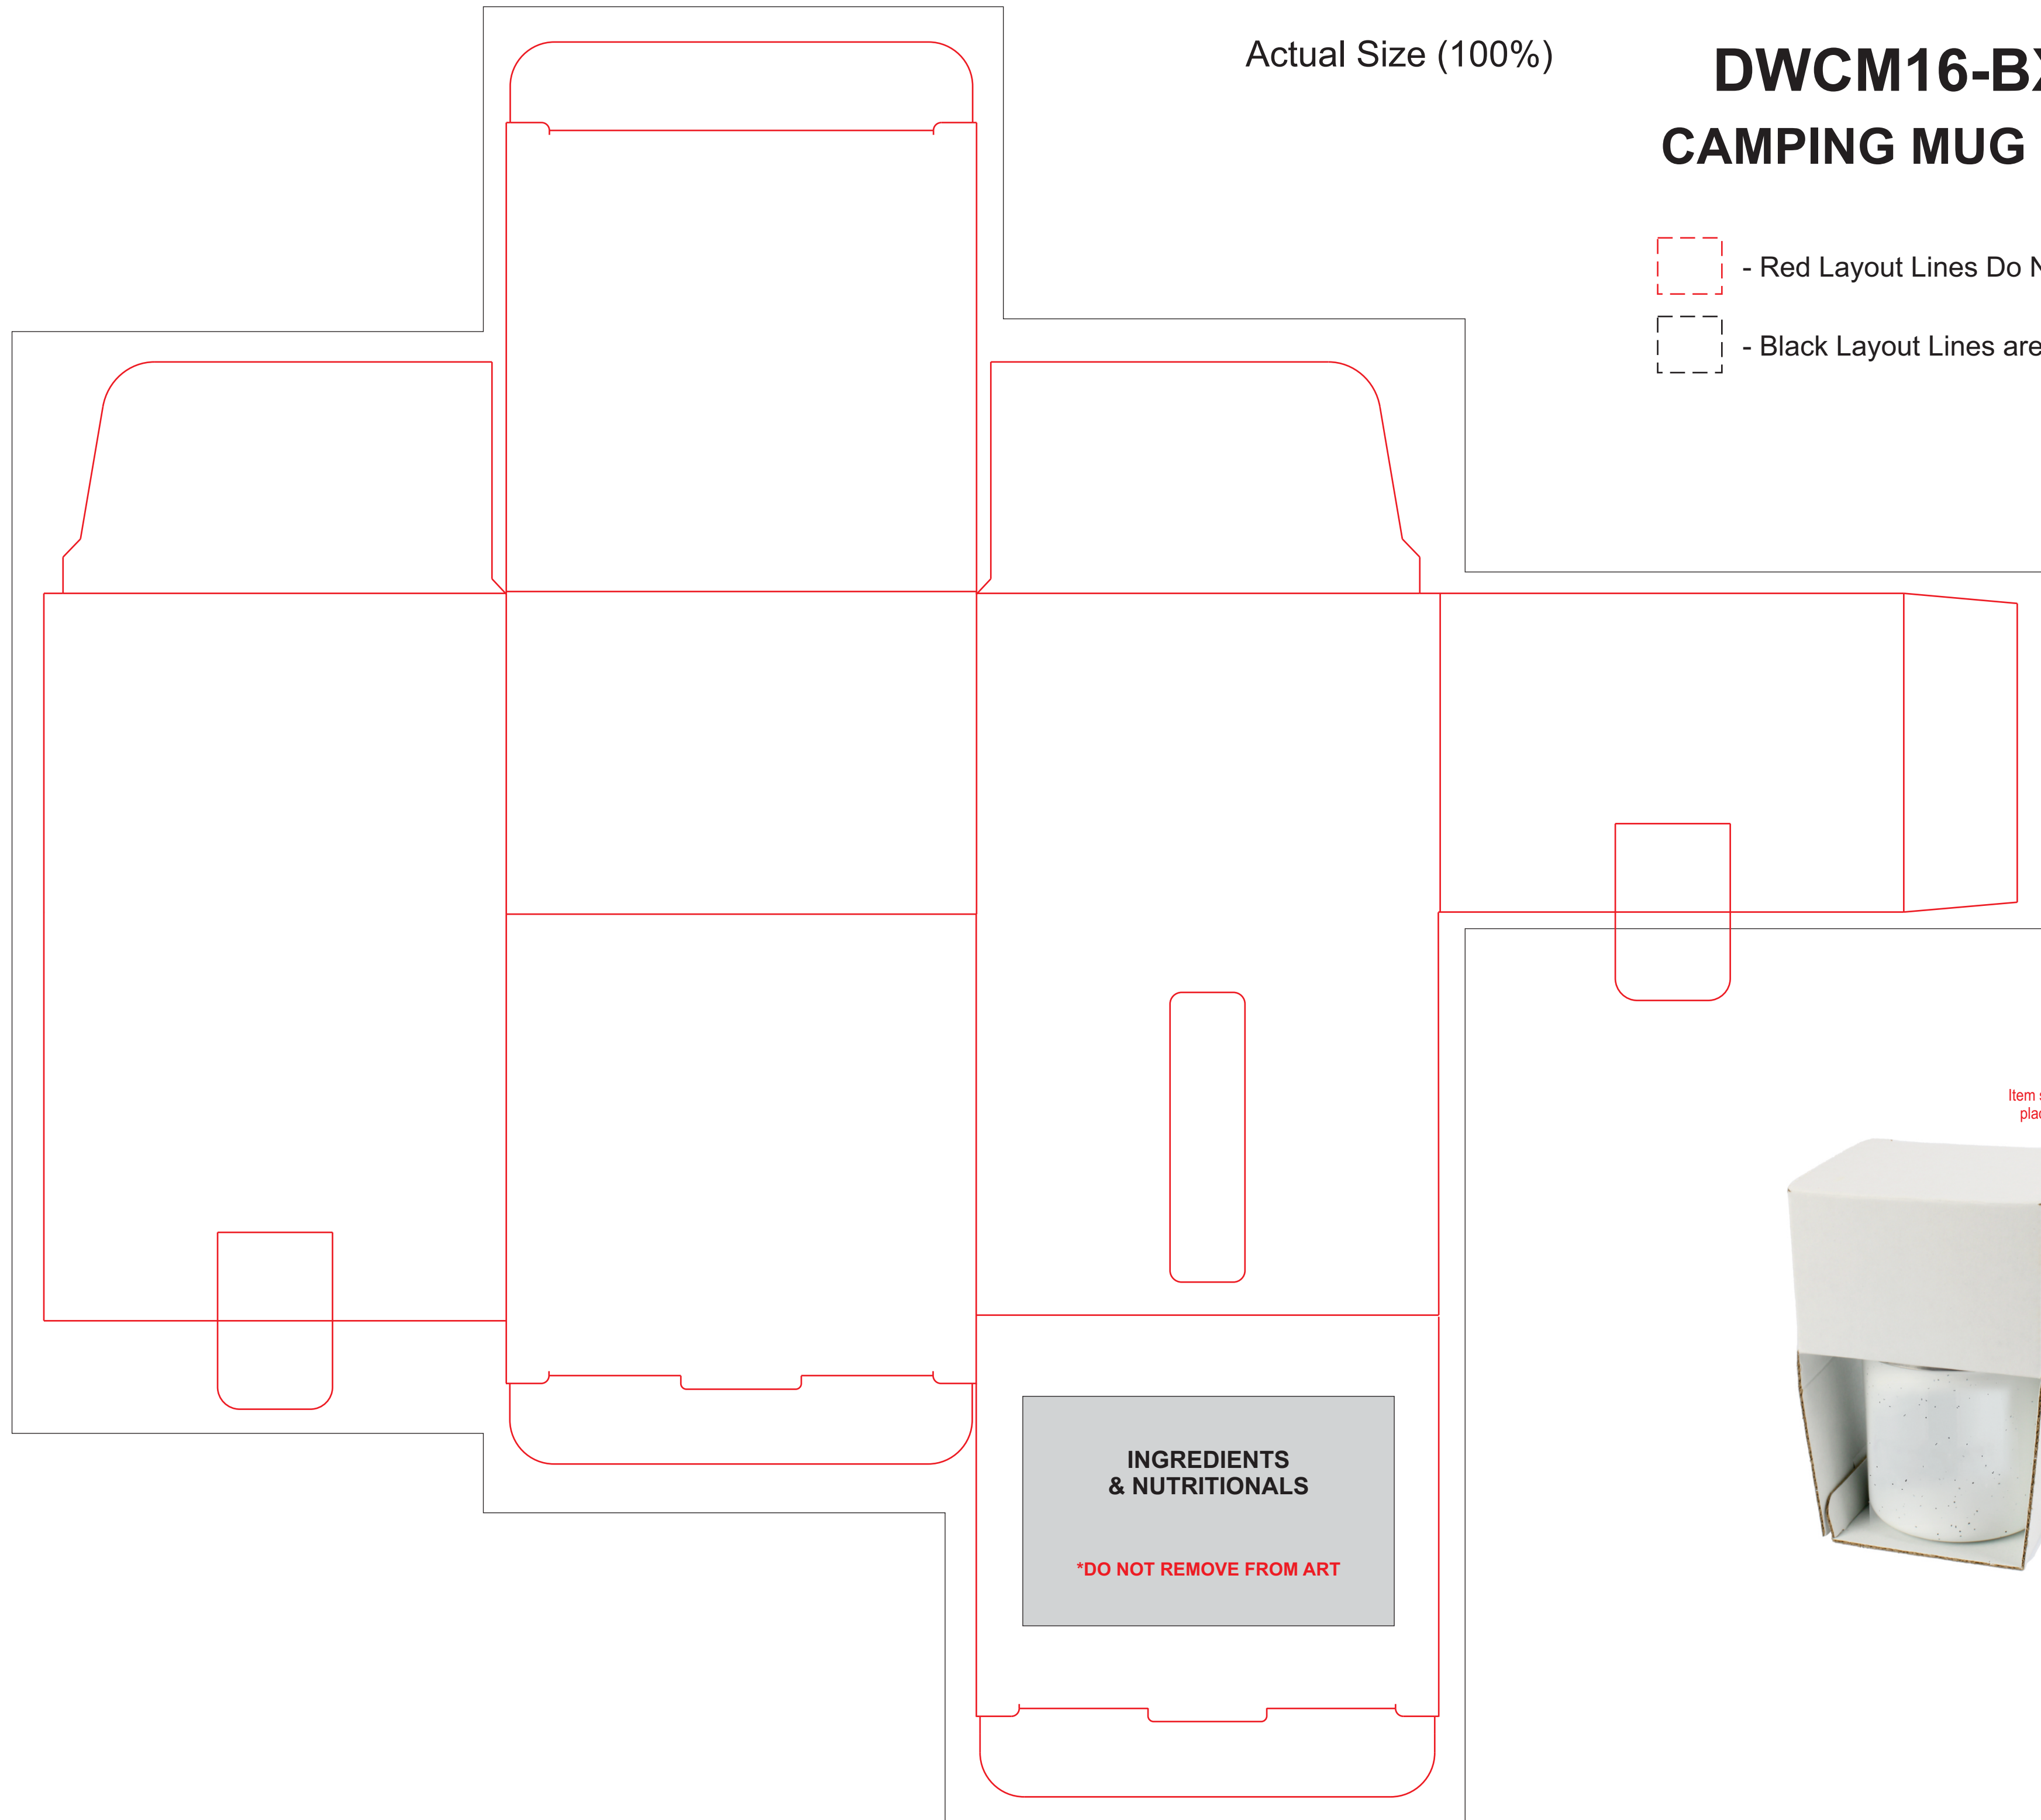 Actual Size (100%)
DWCM16-BX
CAMPING MUG
- Red Layout Lines Do N
- Black Layout Lines are
Item
plac
INGREDIENTS
& NUTRITIONALS
*DO NOT REMOVE FROM ART